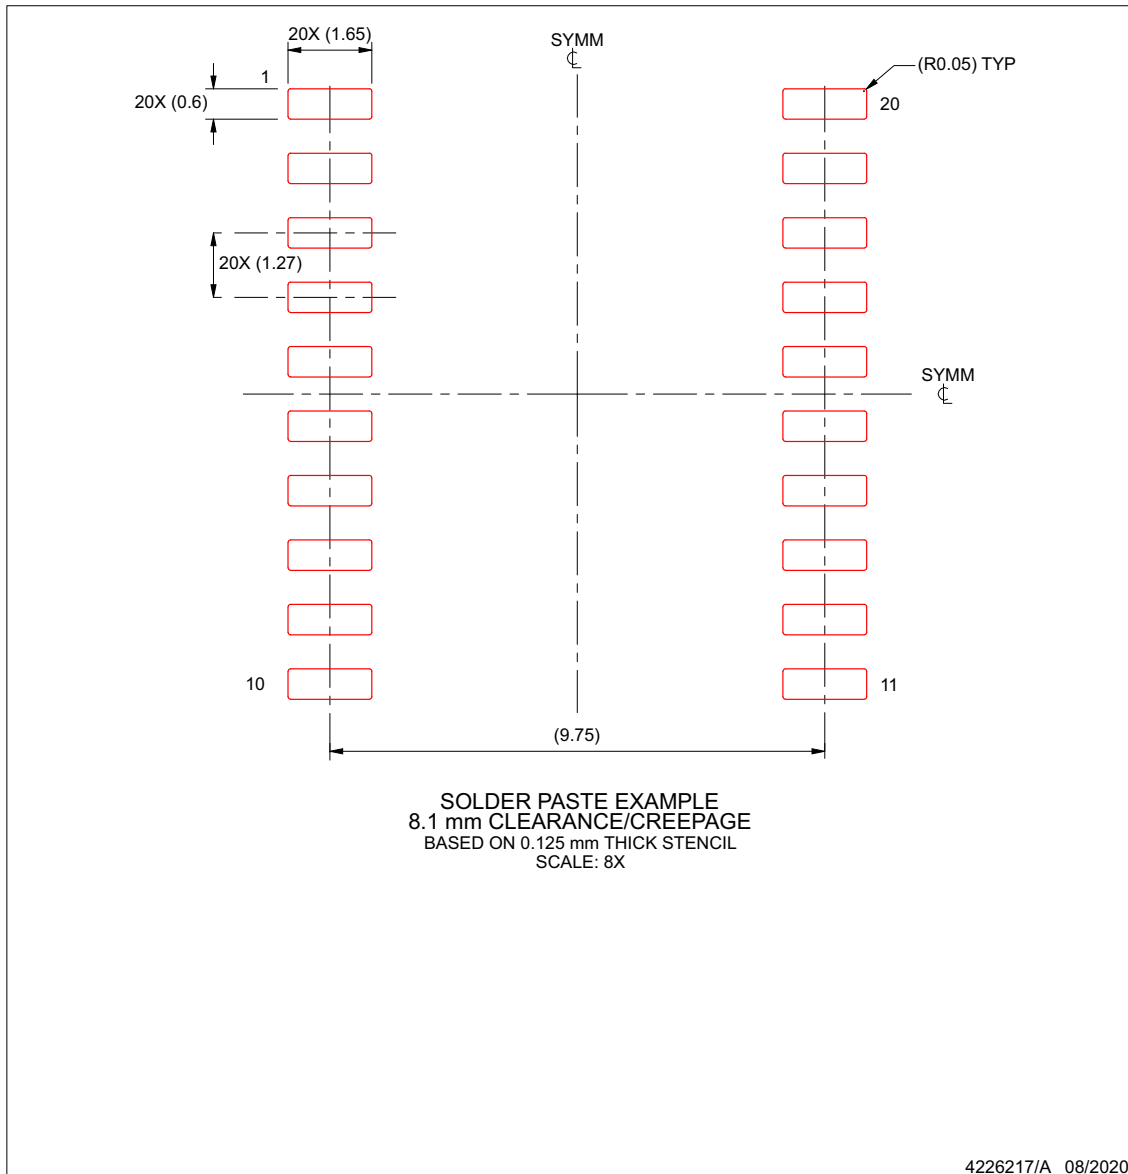 20X (1.65)
SYMM
(R0.05) TYP
1
20X (0.6)
20
20X (1.27)
SYMM
10
11
(9.75)
SOLDER PASTE EXAMPLE
8.1 mm CLEARANCE/CREEPAGE
BASED ON 0.125 mm THICK STENCIL
SCALE: 8X
4226217/A 08/2020